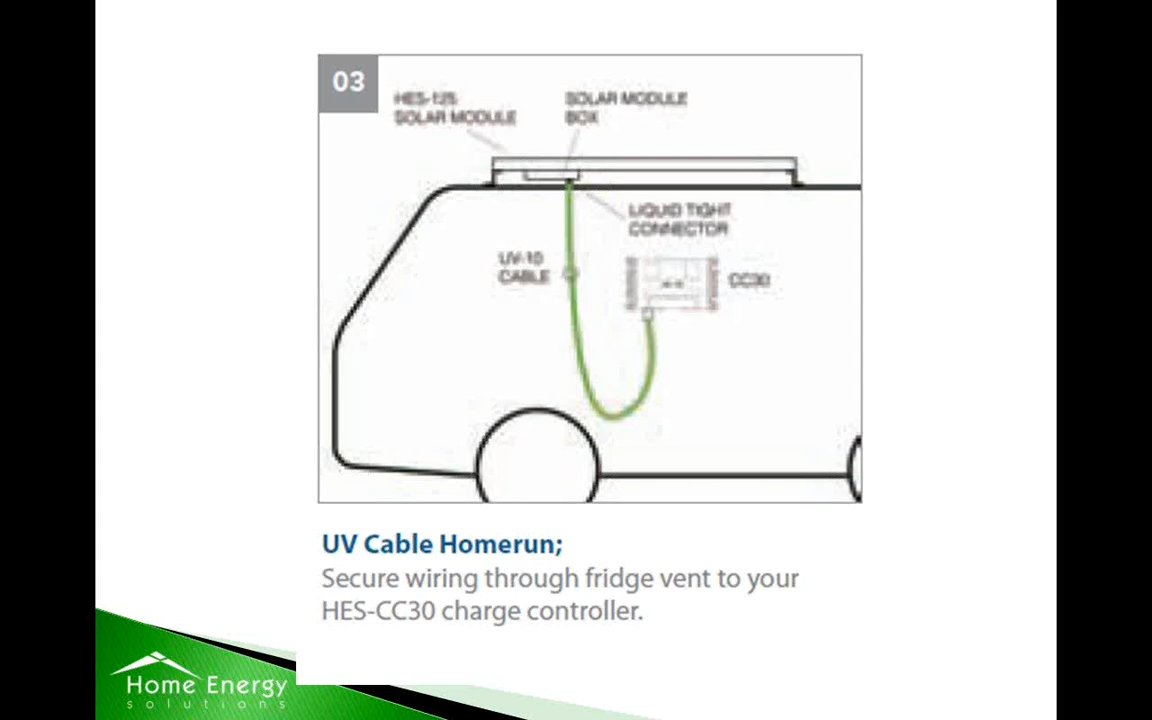 03
HES-125
SOLAR MODULE
SOLAR MODULE
BOX
LIQUID TIGHT
CONNECTOR
UV-10
CABLE
CC30
UV Cable Homerun;
Secure wiring through fridge vent to your
HES-CC30 charge controller.
Home Energy
solutions